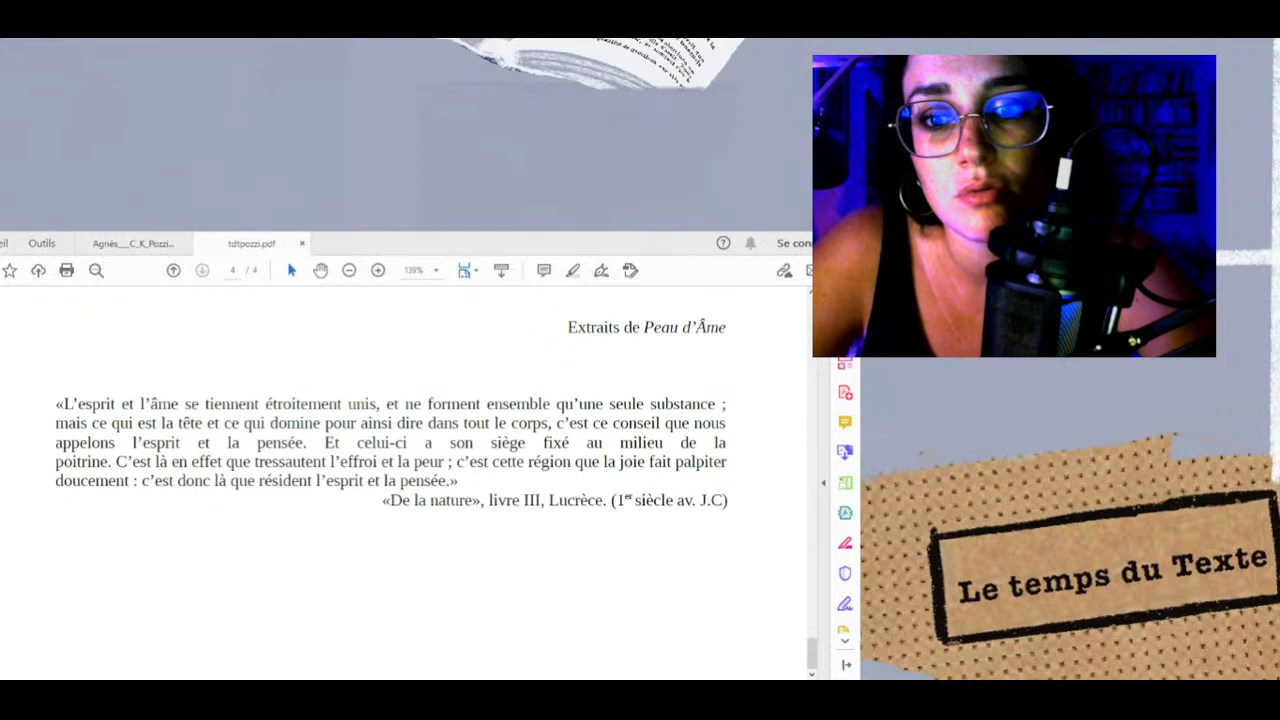 eil Outils Agnés__C_K_Pozzi... tdtpozzi.pdf × Se con
4 / 4 139%
Extraits de Peau d’Âme
«L’esprit et l’âme se tiennent étroitement unis, et ne forment ensemble qu’une seule substance ;
mais ce qui est la tête et ce qui domine pour ainsi dire dans tout le corps, c’est ce conseil que nous
appelons l’esprit et la pensée. Et celui-ci a son siège fixé au milieu de la
poitrine. C’est là en effet que tressautent l’effroi et la peur ; c’est cette région que la joie fait palpiter
doucement : c’est donc là que résident l’esprit et la pensée.»
«De la nature», livre III, Lucrèce. (1er siècle av. J.C)
Le temps du Texte